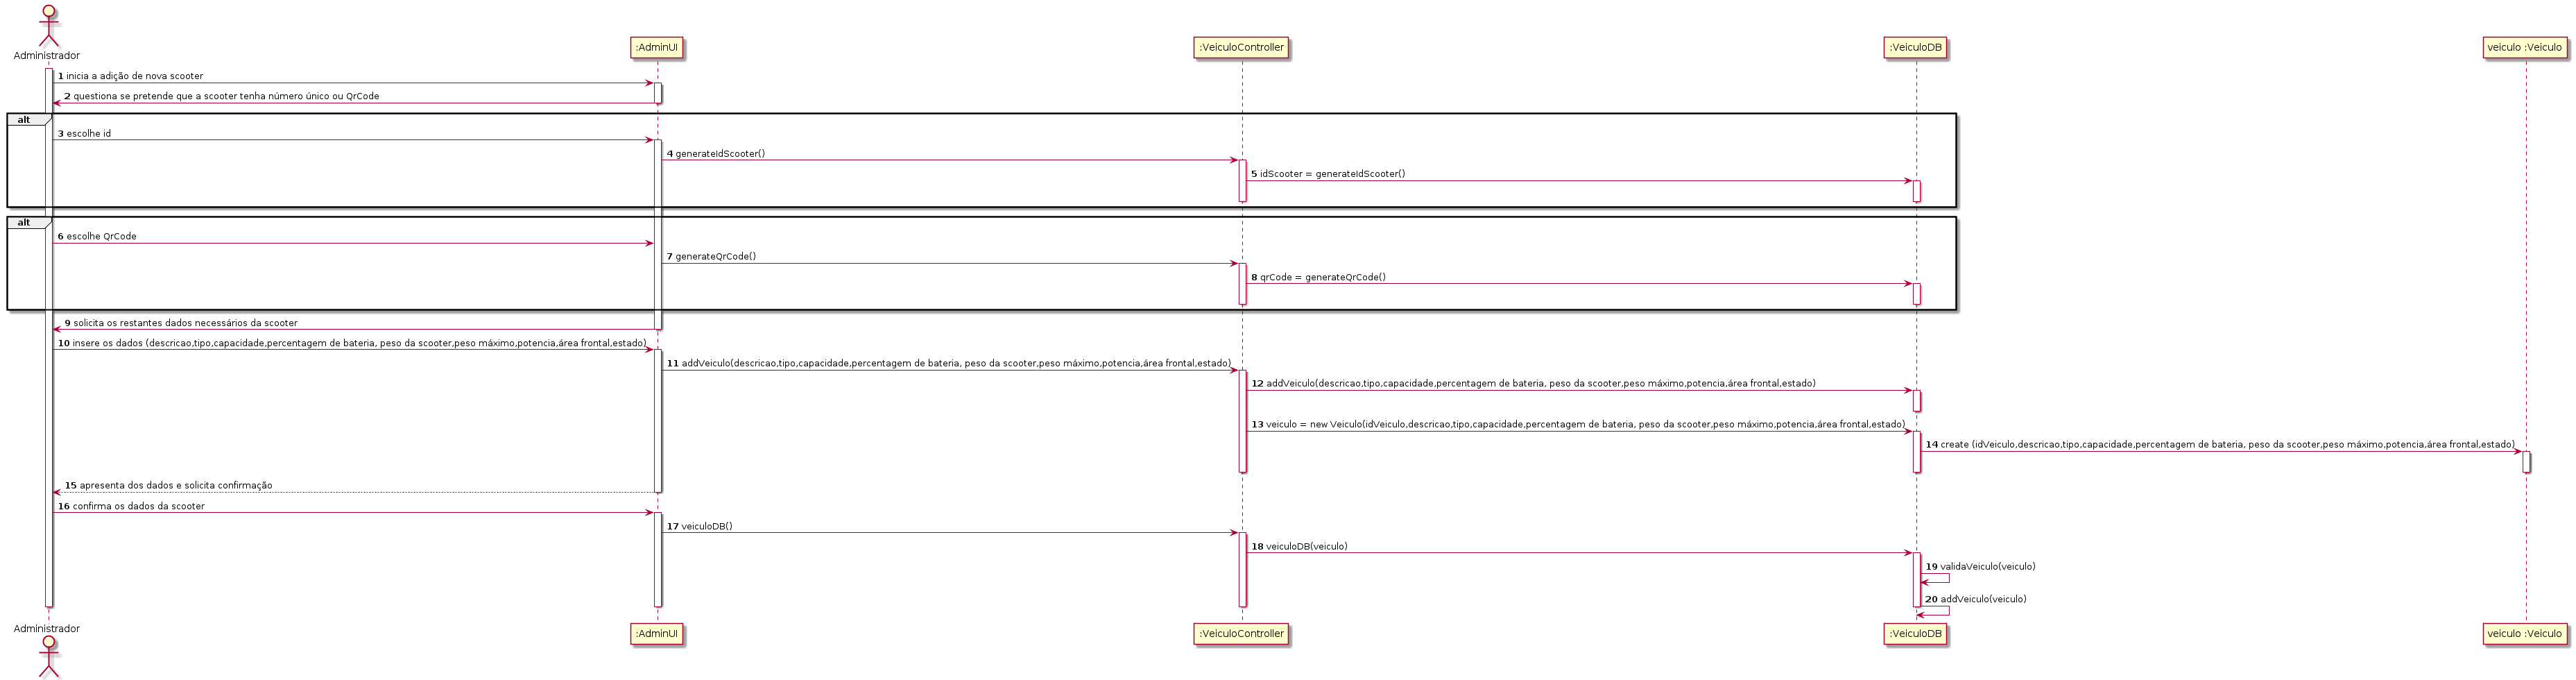 Administrador
:AdminUI
:VeiculoController
:VeiculoDB
veiculo :Veiculo
1 inicia a adição de nova scooter
2 questiona se pretende que a scooter tenha número único ou QrCode
alt
3 escolhe id
4 generateIdScooter()
5 idScooter = generateIdScooter()
alt
6 escolhe QrCode
7 generateQrCode()
8 qrCode = generateQrCode()
9 solicita os restantes dados necessários da scooter
10 insere os dados (descricao,tipo,capacidade,percentagem de bateria, peso da scooter,peso máximo,potencia,área frontal,estado)
11 addVeiculo(descricao,tipo,capacidade,percentagem de bateria, peso da scooter,peso máximo,potencia,área frontal,estado)
12 addVeiculo(descricao,tipo,capacidade,percentagem de bateria, peso da scooter,peso máximo,potencia,área frontal,estado)
13 veiculo = new Veiculo(idVeiculo,descricao,tipo,capacidade,percentagem de bateria, peso da scooter,peso máximo,potencia,área frontal,estado)
14 create (idVeiculo,descricao,tipo,capacidade,percentagem de bateria, peso da scooter,peso máximo,potencia,área frontal,estado)
15 apresenta dos dados e solicita confirmação
16 confirma os dados da scooter
17 veiculoDB()
18 veiculoDB(veiculo)
19 validaVeiculo(veiculo)
20 addVeiculo(veiculo)
Administrador
:AdminUI
:VeiculoController
:VeiculoDB
veiculo :Veiculo